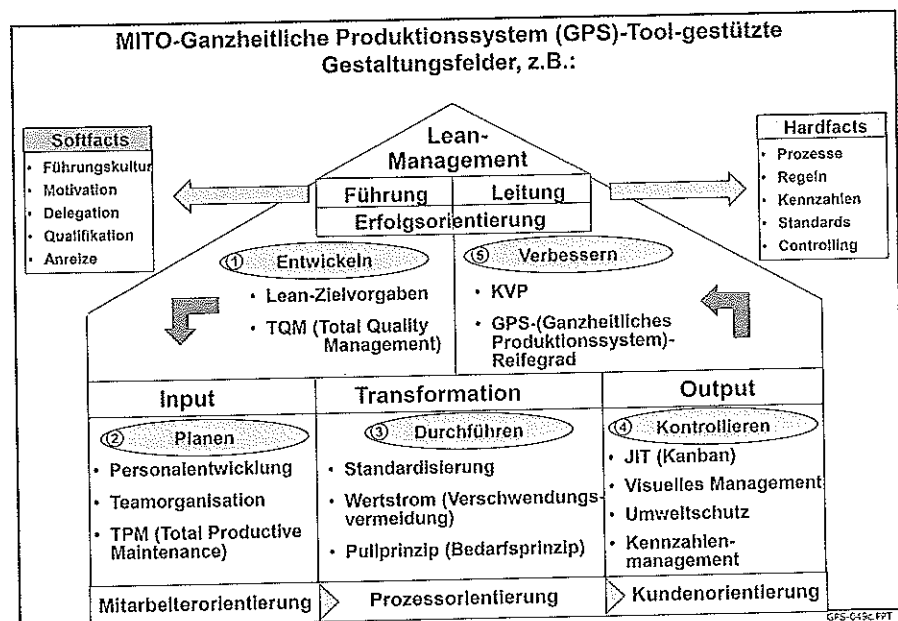 MITO-Ganzheitliche Produktionssystem (GPS)-Tool-gestützte
Gestaltungsfelder, z.B.:
Softfacts
• Führungskultur
• Motivation
• Delegation
• Qualifikation
• Anreize
Lean-
Management
Führung
Leitung
Erfolgsorientierung
Hardfacts
• Prozesse
• Regeln
• Kennzahlen
• Standards
• Controlling
① Entwickeln
• Lean-Zielvorgaben
• TQM (Total Quality
Management)
⑤ Verbessern
• KVP
• GPS-(Ganzheitliches
Produktionssystem)-
Reifegrad
Input
Transformation
Output
② Planen
• Personalentwicklung
• Teamorganisation
• TPM (Total Productive
Maintenance)
③ Durchführen
• Standardisierung
• Wertstrom (Verschwendungs-
vermeidung)
• Pullprinzip (Bedarfsprinzip)
④ Kontrollieren
• JIT (Kanban)
• Visuelles Management
• Umweltschutz
• Kennzahlen-
management
Mitarbeiterorientierung
Prozessorientierung
Kundenorientierung
GPS-049c.PPT